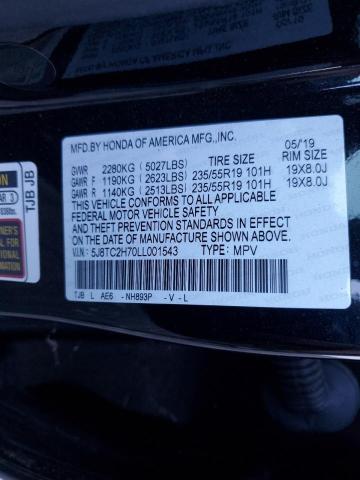 MFD.BY HONDA OF AMERICA MFG.,INC. 05/19
TIRE SIZE RIM SIZE
GVWR 2280KG (5027LBS)
GAWR F 1190KG (2623LBS) 235/55R19 101H 19X8.0J
GAWR R 1140KG (2513LBS) 235/55R19 101H 19X8.0J
THIS VEHICLE CONFORMS TO ALL APPLICABLE
FEDERAL MOTOR VEHICLE SAFETY
AND THEFT PREVENTION STANDARDS IN EFFECT
ON THE DATE OF MANUFACTURE SHOWN ABOVE.
V.I.N: 5J8TC2H70LL001543 TYPE: MPV
TJB L AE6 -NH893P -V-L
TJB JB
ON
AR 3